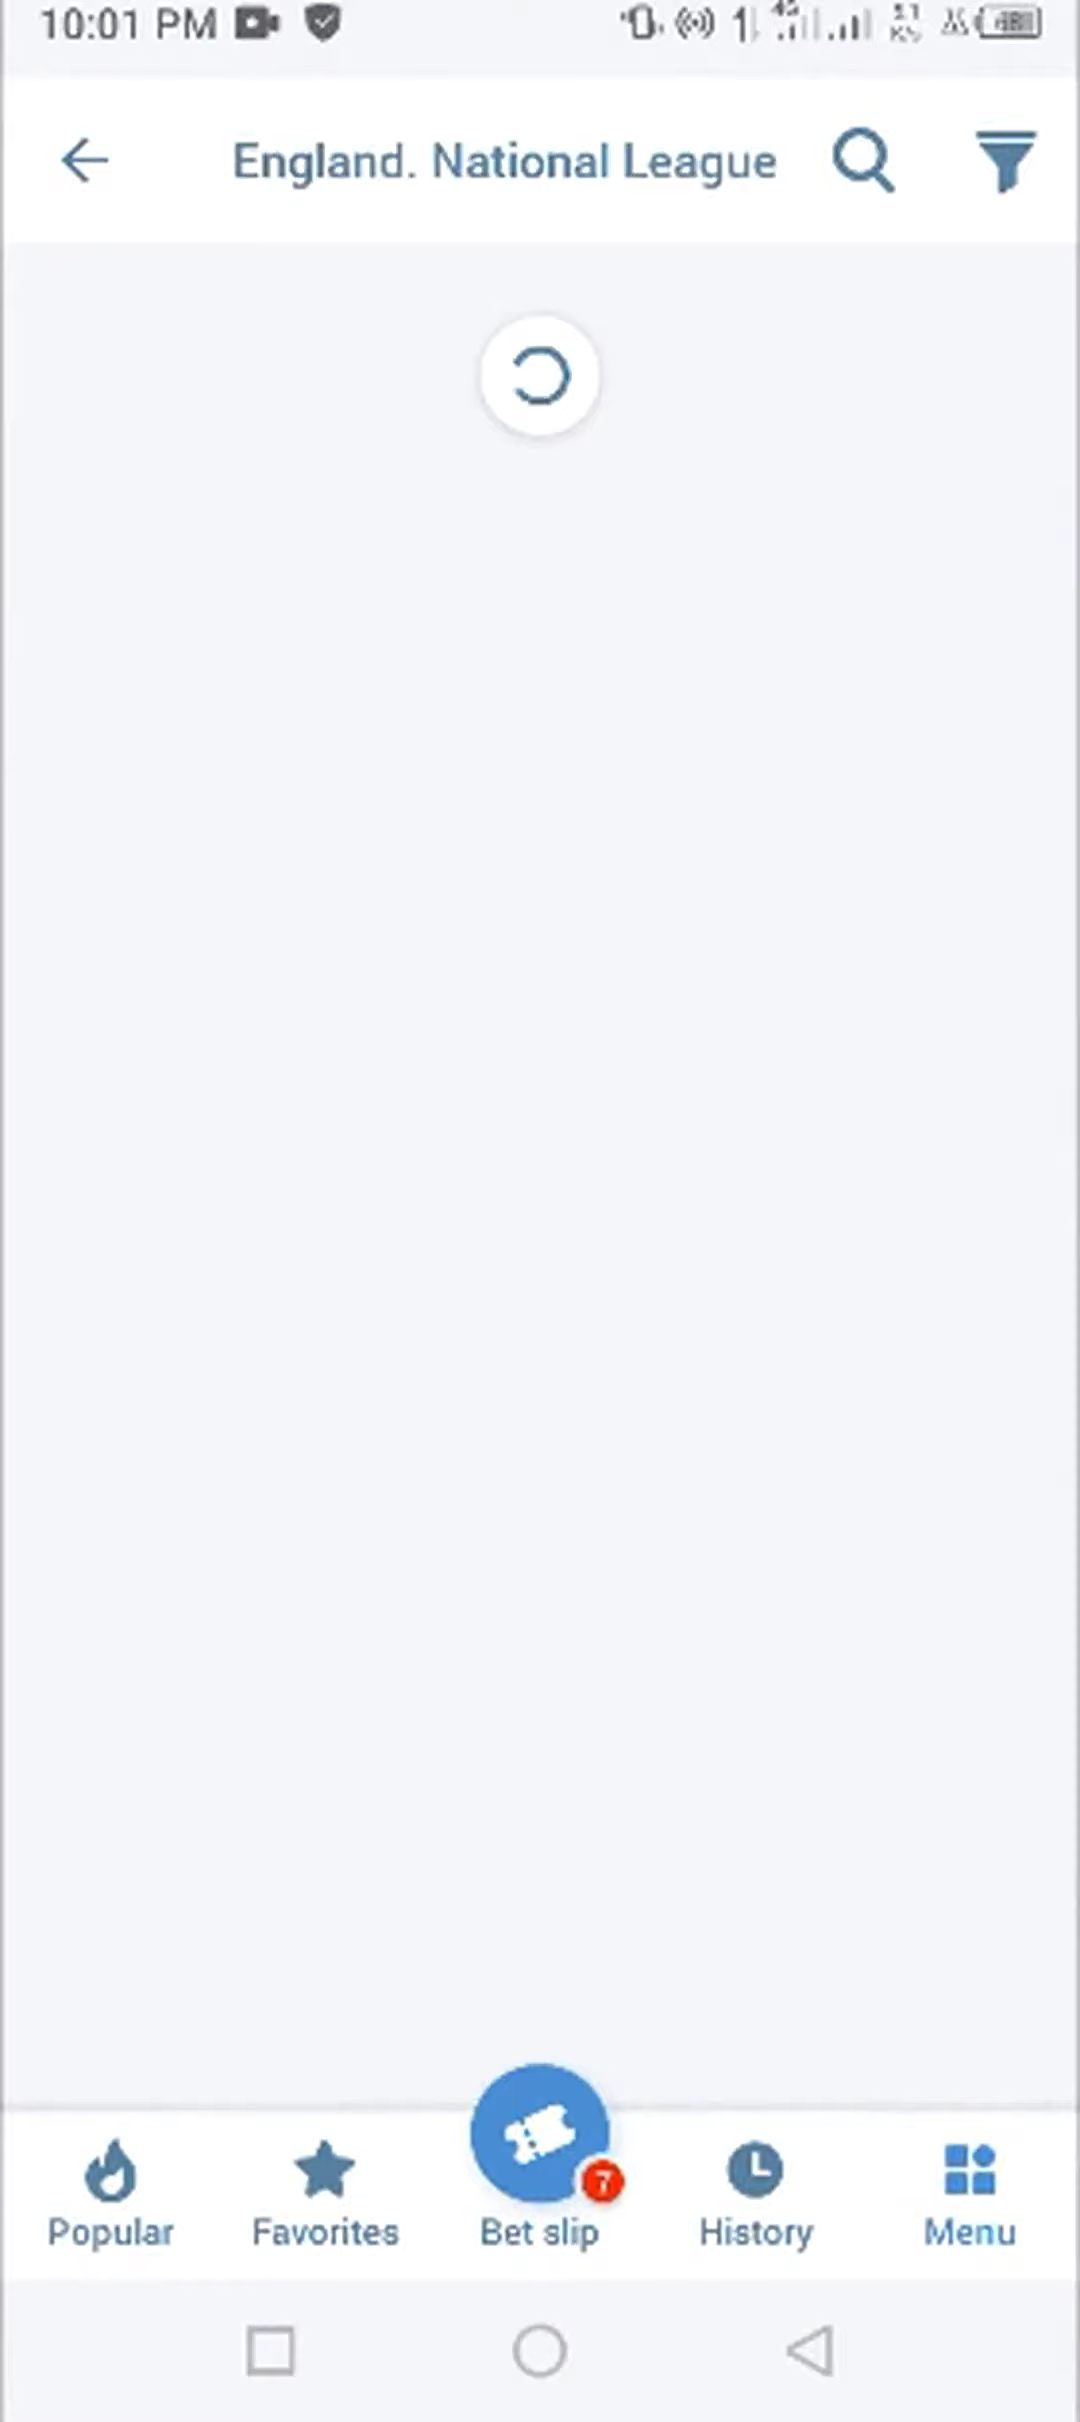 10:01 PM
England. National League
7
Popular
Favorites
Bet slip
History
Menu